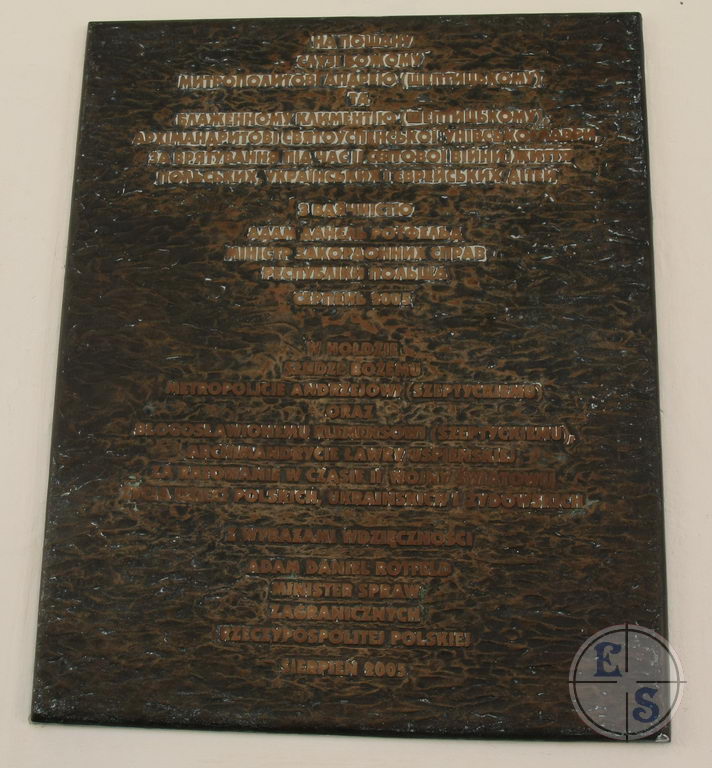 НА ПОШАНУ
СЛУЗІ БОЖОМУ
МИТРОПОЛИТОВІ АНДРЕЮ (ШЕПТИЦЬКОМУ)
ТА
БЛАЖЕННОМУ КЛИМЕНТІЮ (ШЕПТИЦЬКОМУ),
АРХІМАНДРИТОВІ СВЯТОУСПЕНСЬКОЇ УНІВСЬКОЇ ЛАВРИ,
ЗА ВРЯТУВАННЯ ПІД ЧАС ІІ СВІТОВОЇ ВІЙНИ ЖИТТЯ
ПОЛЬСЬКИХ, УКРАЇНСЬКИХ І ЄВРЕЙСЬКИХ ДІТЕЙ
З ВДЯЧНІСТЮ
АДАМ ДАНЕЛЬ РОТФЕЛЬД
МІНІСТР ЗАКОРДОННИХ СПРАВ
РЕСПУБЛІКИ ПОЛЬЩА
СЕРПЕНЬ 2005
W HOŁDZIE
SŁUDZE BOŻEMU
METROPOLICIE ANDRZEJOWI (SZEPTYCKIEMU)
ORAZ
BŁOGOSŁAWIONEMU KLEMENSOWI (SZEPTYCKIEMU),
ARCHIMANDRYCIE ŁAWRY UŚPIEŃSKIEJ
ZA RATOWANIE W CZASIE II WOJNY ŚWIATOWEJ
ŻYCIA DZIECI POLSKICH, UKRAIŃSKICH I ŻYDOWSKICH
Z WYRAZAMI WDZIĘCZNOŚCI
ADAM DANIEL ROTFELD
MINISTER SPRAW
ZAGRANICZNYCH
RZECZYPOSPOLITEJ POLSKIEJ
SIERPIEŃ 2005
E
S